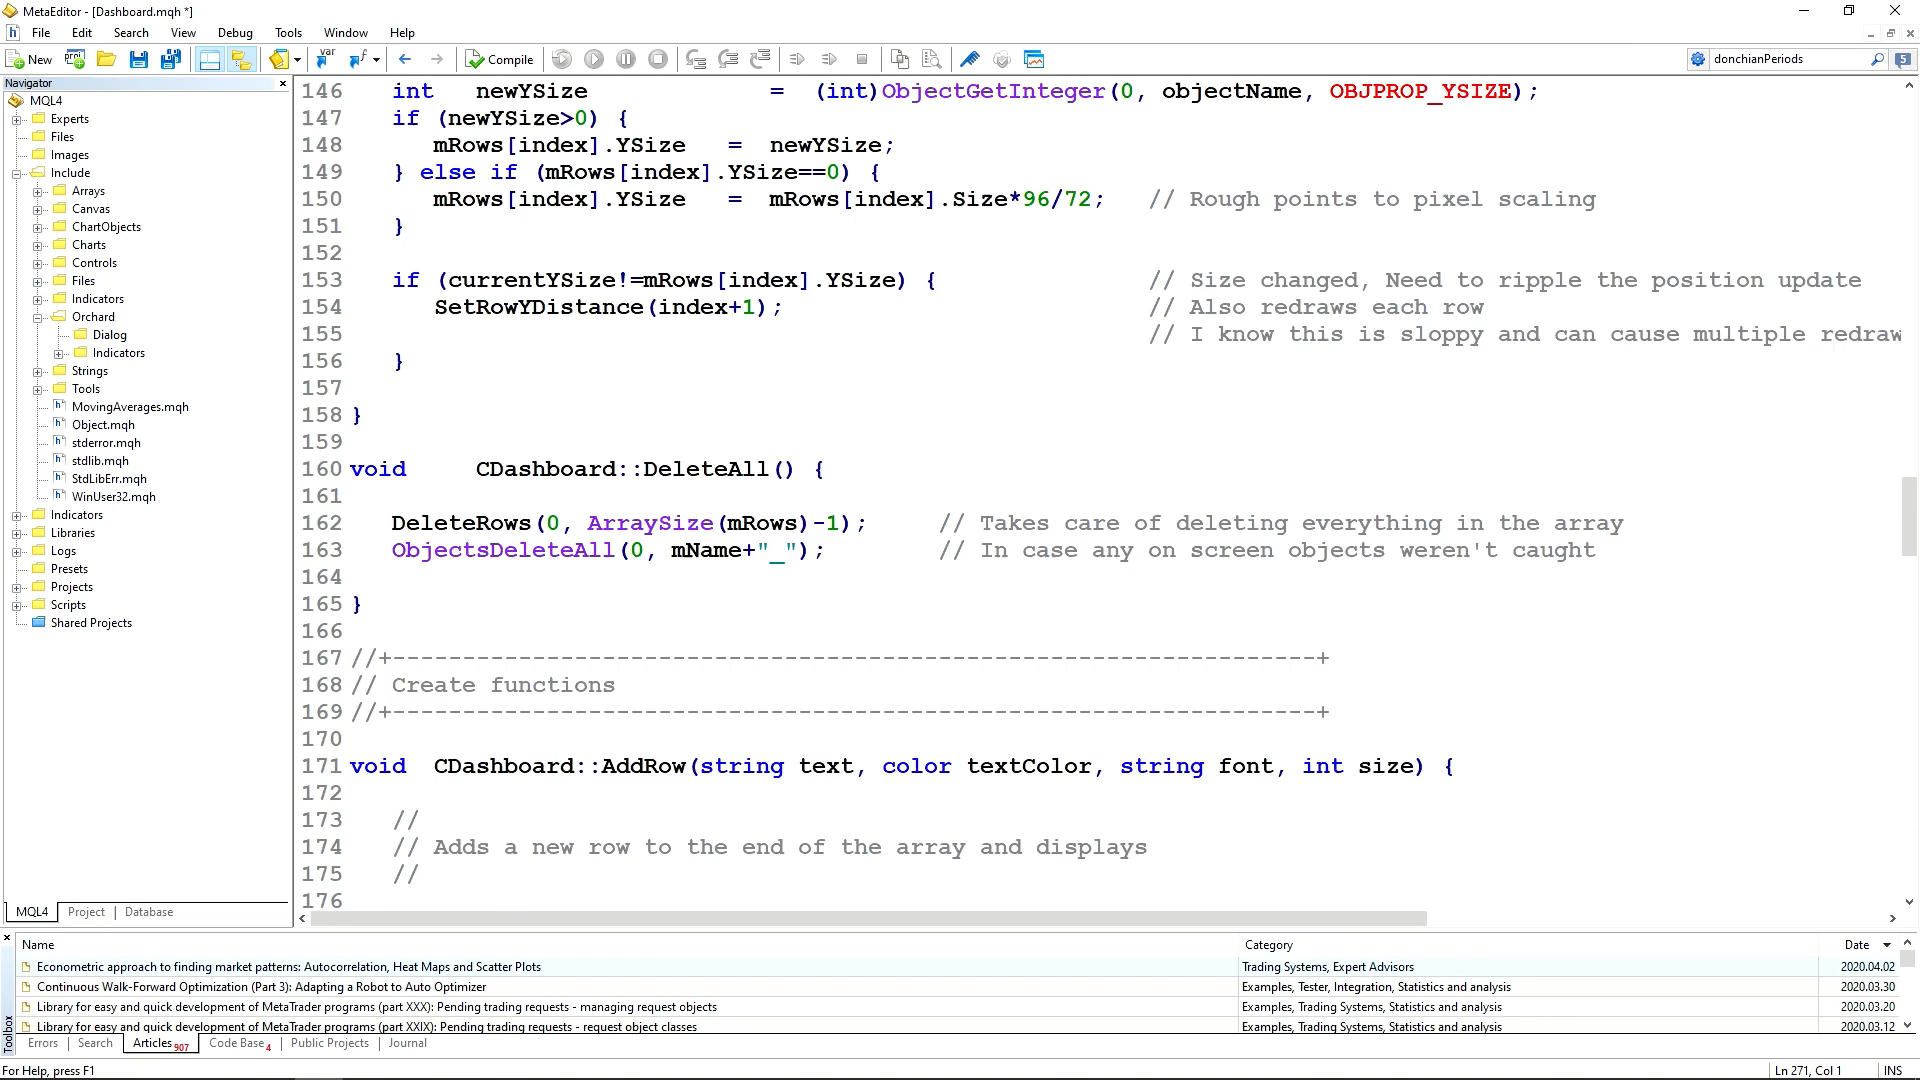 MetaEditor - [Dashboard.mqh *]
File Edit Search View Debug Tools Window Help
New Compile donchianPeriods 5
Navigator
MQL4
Experts
Files
Images
Include
Arrays
Canvas
ChartObjects
Charts
Controls
Files
Indicators
Orchard
Dialog
Indicators
Strings
Tools
MovingAverages.mqh
Object.mqh
stderror.mqh
stdlib.mqh
StdLibErr.mqh
WinUser32.mqh
Indicators
Libraries
Logs
Presets
Projects
Scripts
Shared Projects
MQL4 Project Database
146 int newYSize = (int)ObjectGetInteger(0, objectName, OBJPROP_YSIZE);
147 if (newYSize>0) {
148 mRows[index].YSize = newYSize;
149 } else if (mRows[index].YSize==0) {
150 mRows[index].YSize = mRows[index].Size*96/72; // Rough points to pixel scaling
151 }
152
153 if (currentYSize!=mRows[index].YSize) { // Size changed, Need to ripple the position update
154 SetRowYDistance(index+1); // Also redraws each row
155 // I know this is sloppy and can cause multiple redraw
156 }
157
158 }
159
160 void CDashboard::DeleteAll() {
161
162 DeleteRows(0, ArraySize(mRows)-1); // Takes care of deleting everything in the array
163 ObjectsDeleteAll(0, mName+"_"); // In case any on screen objects weren't caught
164
165 }
166
167 //+------------------------------------------------------------------+
168 // Create functions
169 //+------------------------------------------------------------------+
170
171 void CDashboard::AddRow(string text, color textColor, string font, int size) {
172
173 //
174 // Adds a new row to the end of the array and displays
175 //
176
Name Category Date
Econometric approach to finding market patterns: Autocorrelation, Heat Maps and Scatter Plots Trading Systems, Expert Advisors 2020.04.02
Continuous Walk-Forward Optimization (Part 3): Adapting a Robot to Auto Optimizer Examples, Tester, Integration, Statistics and analysis 2020.03.30
Library for easy and quick development of MetaTrader programs (part XXX): Pending trading requests - managing request objects Examples, Trading Systems, Statistics and analysis 2020.03.20
Library for easy and quick development of MetaTrader programs (part XXIX): Pending trading requests - request object classes Examples, Trading Systems, Statistics and analysis 2020.03.12
Toolbox
Errors Search Articles 907 Code Base 4 Public Projects Journal
For Help, press F1 Ln 271, Col 1 INS